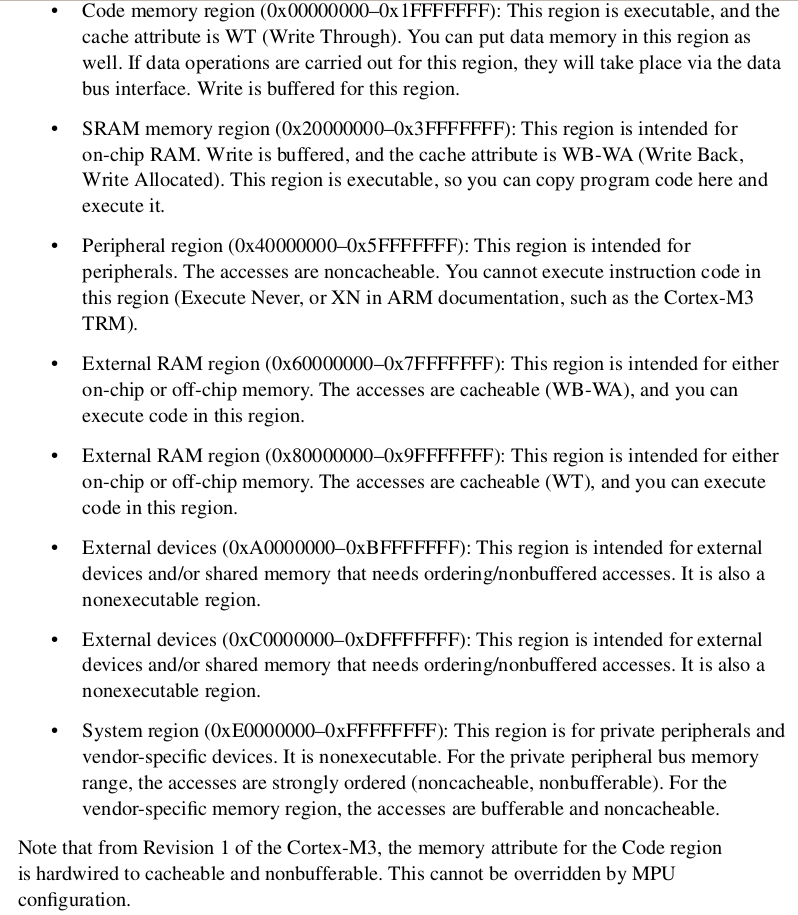 • Code memory region (0x00000000–0x1FFFFFFF): This region is executable, and the
cache attribute is WT (Write Through). You can put data memory in this region as
well. If data operations are carried out for this region, they will take place via the data
bus interface. Write is buffered for this region.
• SRAM memory region (0x20000000–0x3FFFFFFF): This region is intended for
on-chip RAM. Write is buffered, and the cache attribute is WB-WA (Write Back,
Write Allocated). This region is executable, so you can copy program code here and
execute it.
• Peripheral region (0x40000000–0x5FFFFFFF): This region is intended for
peripherals. The accesses are noncacheable. You cannot execute instruction code in
this region (Execute Never, or XN in ARM documentation, such as the Cortex-M3
TRM).
• External RAM region (0x60000000–0x7FFFFFFF): This region is intended for either
on-chip or off-chip memory. The accesses are cacheable (WB-WA), and you can
execute code in this region.
• External RAM region (0x80000000–0x9FFFFFFF): This region is intended for either
on-chip or off-chip memory. The accesses are cacheable (WT), and you can execute
code in this region.
• External devices (0xA0000000–0xBFFFFFFF): This region is intended for external
devices and/or shared memory that needs ordering/nonbuffered accesses. It is also a
nonexecutable region.
• External devices (0xC0000000–0xDFFFFFFF): This region is intended for external
devices and/or shared memory that needs ordering/nonbuffered accesses. It is also a
nonexecutable region.
• System region (0xE0000000–0xFFFFFFFF): This region is for private peripherals and
vendor-specific devices. It is nonexecutable. For the private peripheral bus memory
range, the accesses are strongly ordered (noncacheable, nonbufferable). For the
vendor-specific memory region, the accesses are bufferable and noncacheable.
Note that from Revision 1 of the Cortex-M3, the memory attribute for the Code region
is hardwired to cacheable and nonbufferable. This cannot be overridden by MPU
configuration.